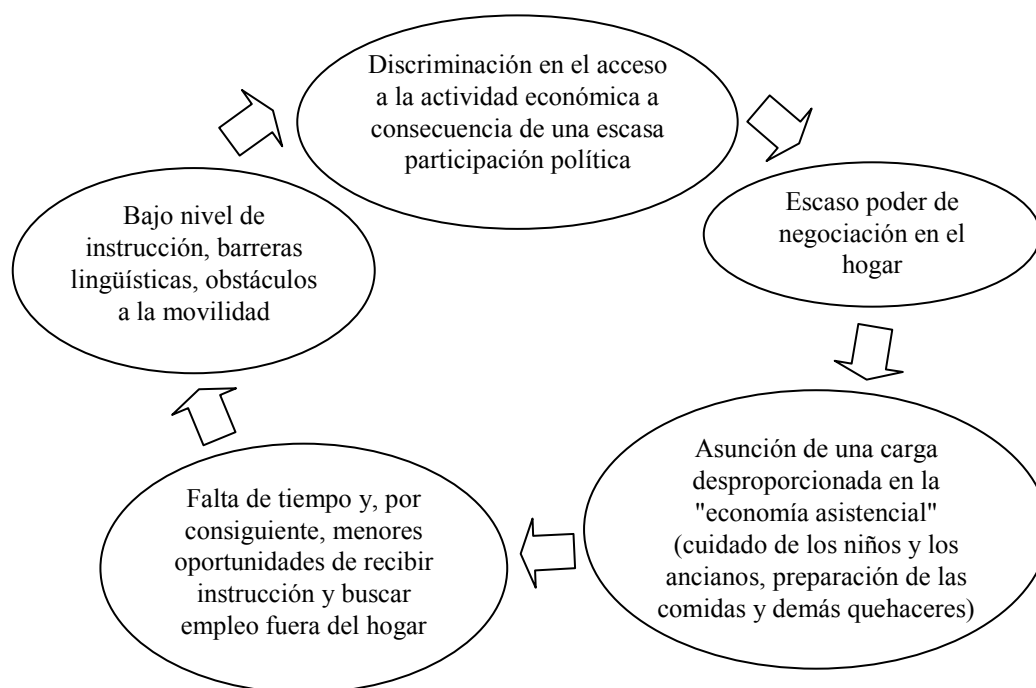 Discriminación en el acceso
a la actividad económica a
consecuencia de una escasa
participación política
Escaso poder de
negociación en el
hogar
Asunción de una carga
desproporcionada en la
"economía asistencial"
(cuidado de los niños y los
ancianos, preparación de las
comidas y demás quehaceres)
Falta de tiempo y, por
consiguiente, menores
oportunidades de recibir
instrucción y buscar
empleo fuera del hogar
Bajo nivel de
instrucción, barreras
lingüísticas, obstáculos
a la movilidad